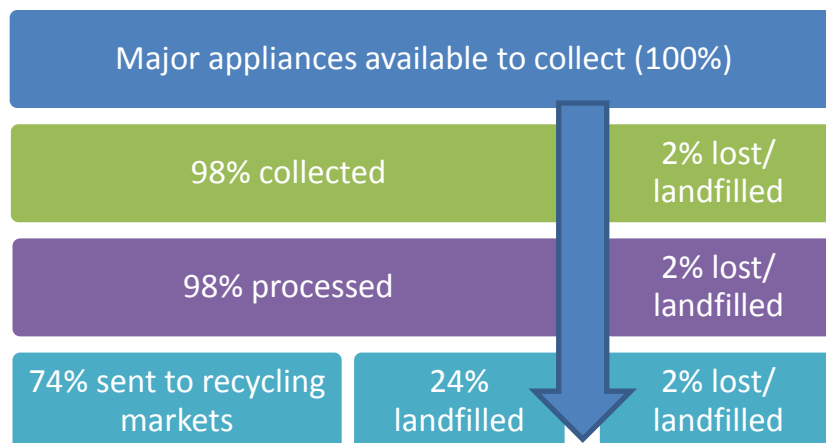 Major appliances available to collect (100%)
98% collected
2% lost/
landfilled
98% processed
2% lost/
landfilled
74% sent to recycling
markets
24%
landfilled
2% lost/
landfilled